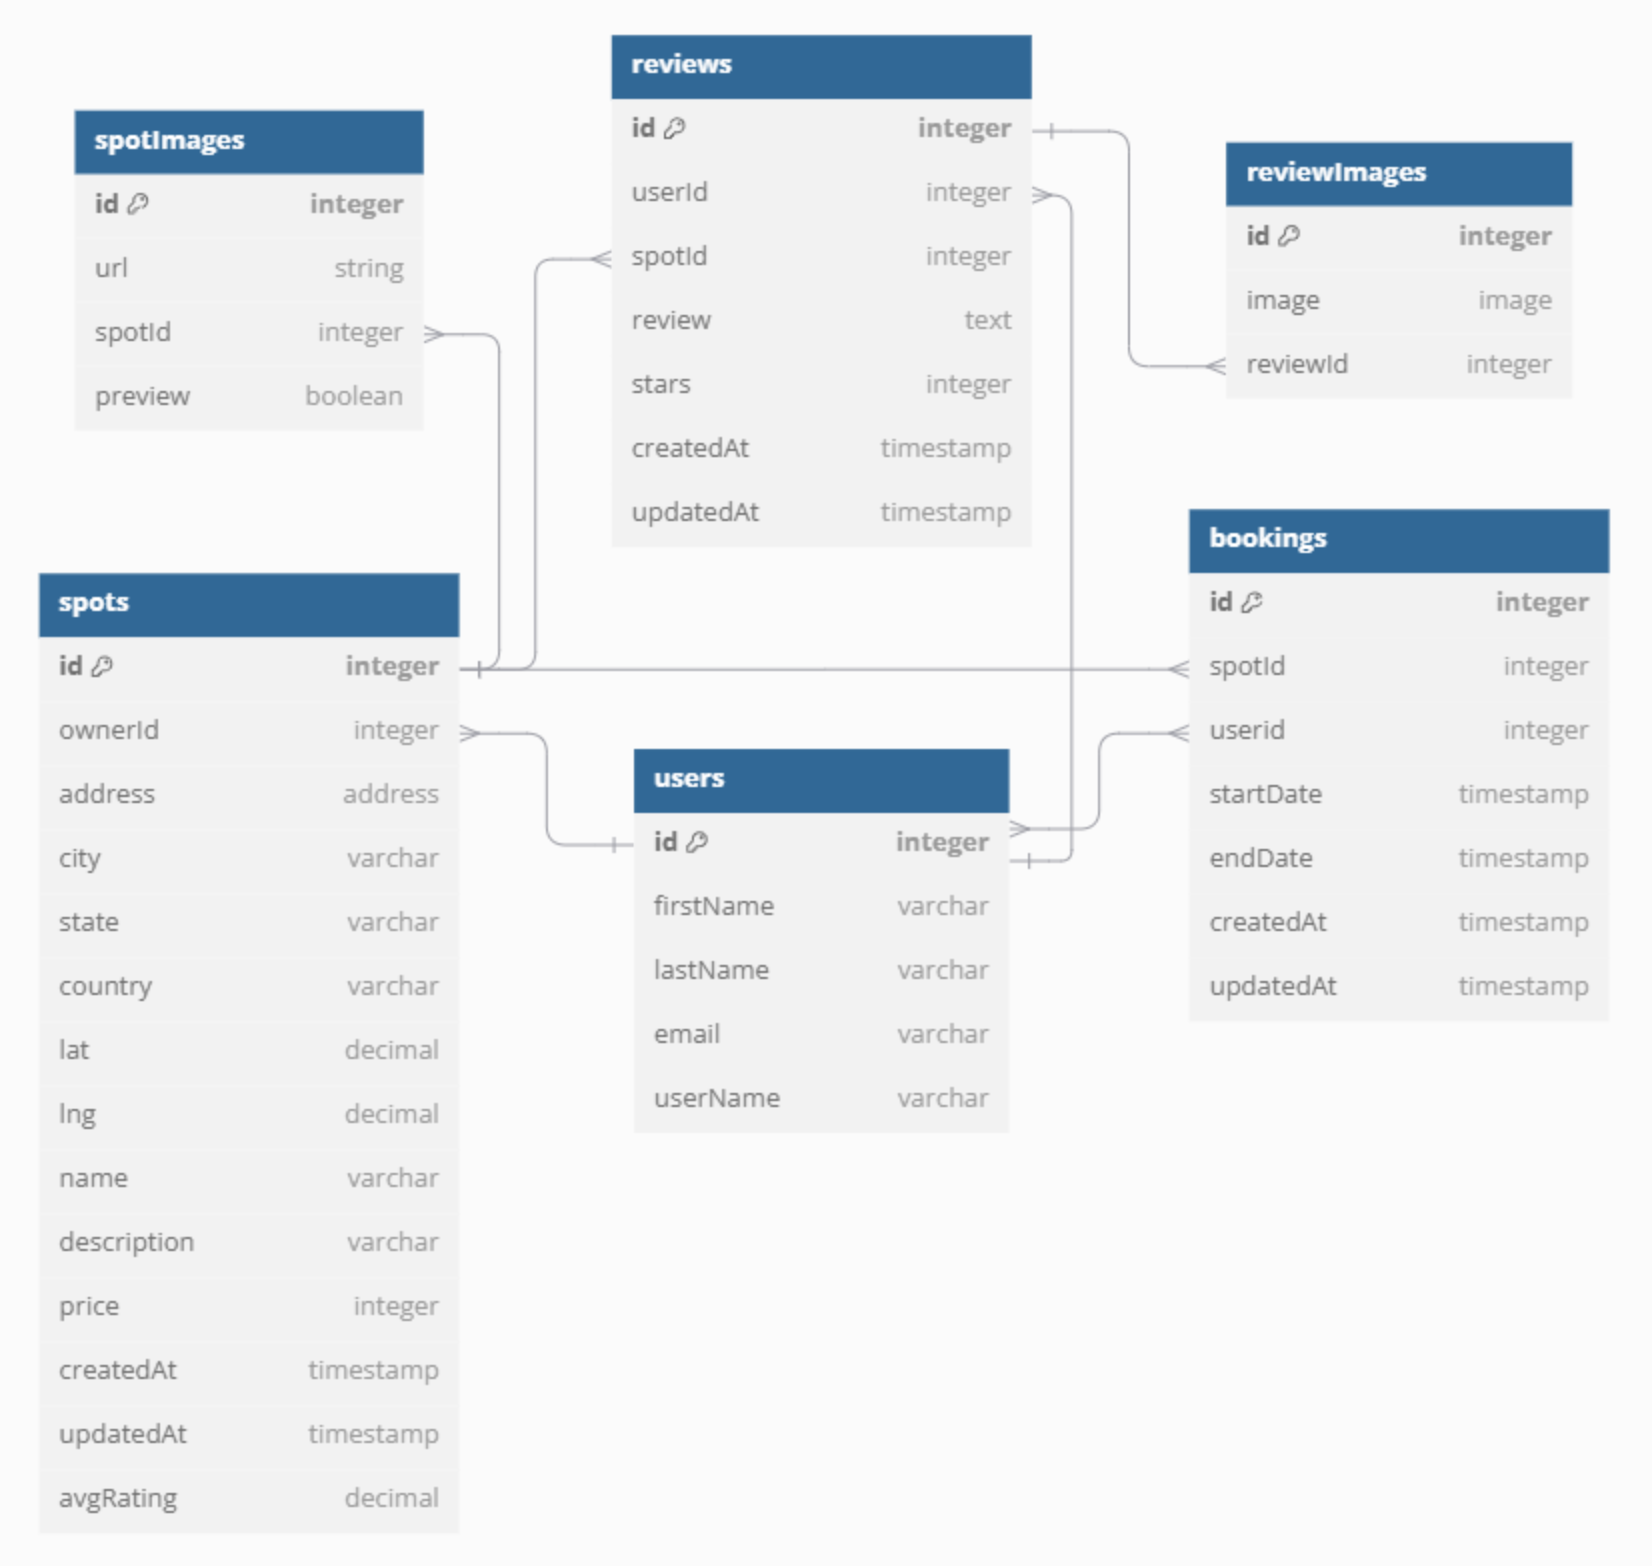 spotImages
id integer
url string
spotId integer
preview boolean
reviews
id integer
userId integer
spotId integer
review text
stars integer
createdAt timestamp
updatedAt timestamp
reviewImages
id integer
image image
reviewId integer
spots
id integer
ownerId integer
address address
city varchar
state varchar
country varchar
lat decimal
lng decimal
name varchar
description varchar
price integer
createdAt timestamp
updatedAt timestamp
avgRating decimal
users
id integer
firstName varchar
lastName varchar
email varchar
userName varchar
bookings
id integer
spotId integer
userid integer
startDate timestamp
endDate timestamp
createdAt timestamp
updatedAt timestamp